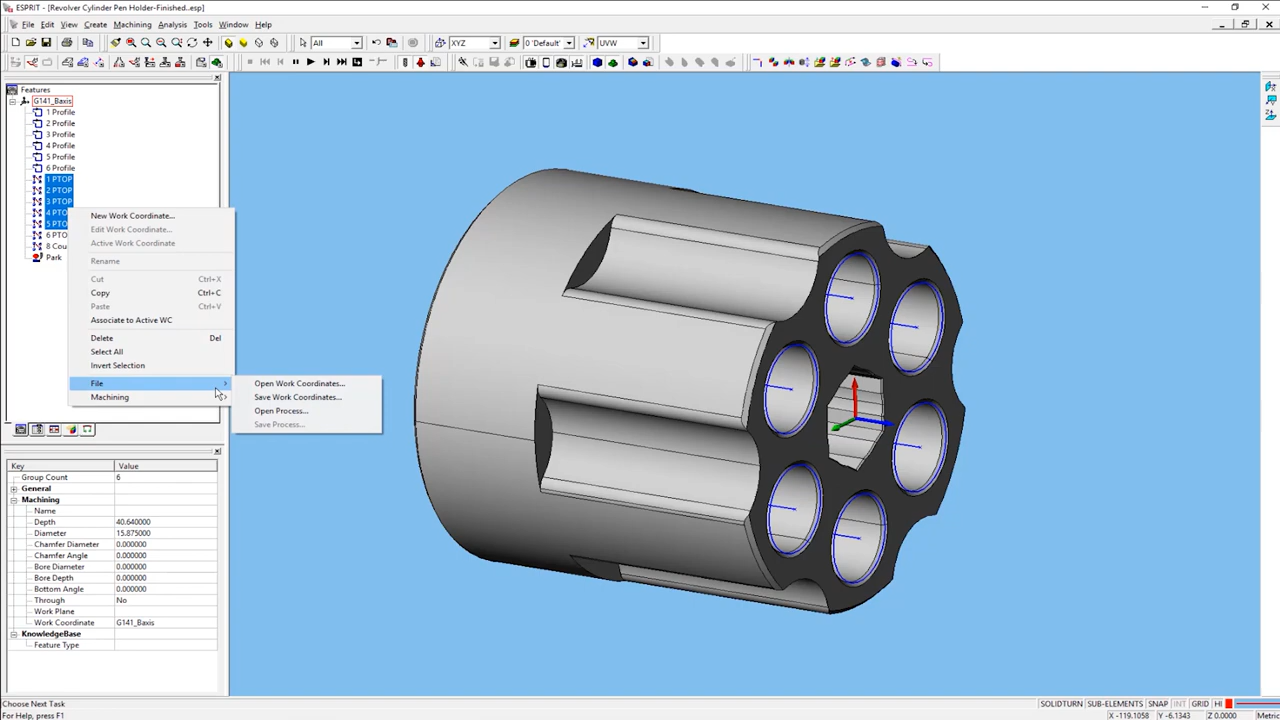 ESPRIT - [Revolver Cylinder Pen Holder-Finished..esp]
File Edit View Create Machining Analysis Tools Window Help
All XYZ 0 'Default' UVW
Features
G141_Baxis
1 Profile
2 Profile
3 Profile
4 Profile
5 Profile
6 Profile
1 PTOP
2 PTOP
3 PTOP
4 PTO
5 PTO
6 PTO
8 Cou
Park
New Work Coordinate...
Edit Work Coordinate...
Active Work Coordinate
Rename
Cut Ctrl+X
Copy Ctrl+C
Paste Ctrl+V
Associate to Active WC
Delete Del
Select All
Invert Selection
File
Machining
Open Work Coordinates...
Save Work Coordinates...
Open Process...
Save Process...
Key Value
Group Count 6
General
Machining
Name
Depth 40.640000
Diameter 15.875000
Chamfer Diameter 0.000000
Chamfer Angle 0.000000
Bore Diameter 0.000000
Bore Depth 0.000000
Bottom Angle 0.000000
Through No
Work Plane
Work Coordinate G141_Baxis
KnowledgeBase
Feature Type
Choose Next Task
SOLIDTURN SUB-ELEMENTS SNAP INT GRID HI
For Help, press F1
X -119.1058 Y -6.1343 Z 0.0000 Metric